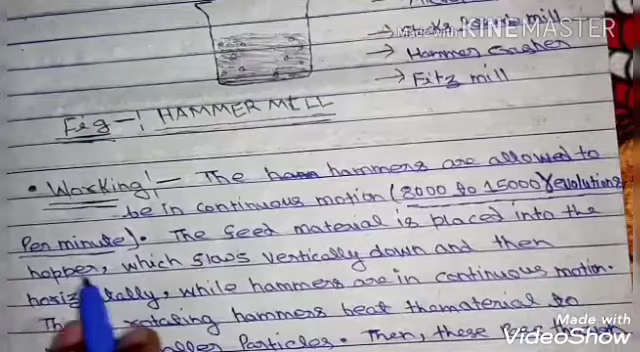 Made with KINEMASTER
mill
→ Hammer Crusher
→ Fitz mill
Fig-! HAMMER MILL
• Working!- The ham hammers are allowed to
be in continuous motion (8000 to 15000 revolutions
per minute). The feed material is placed into the
hopper, which flows vertically down and then
horizontally, while hammers are in continuous motion.
rotating hammers beat the material to
smaller particles. Then, these
Made with
VideoShow